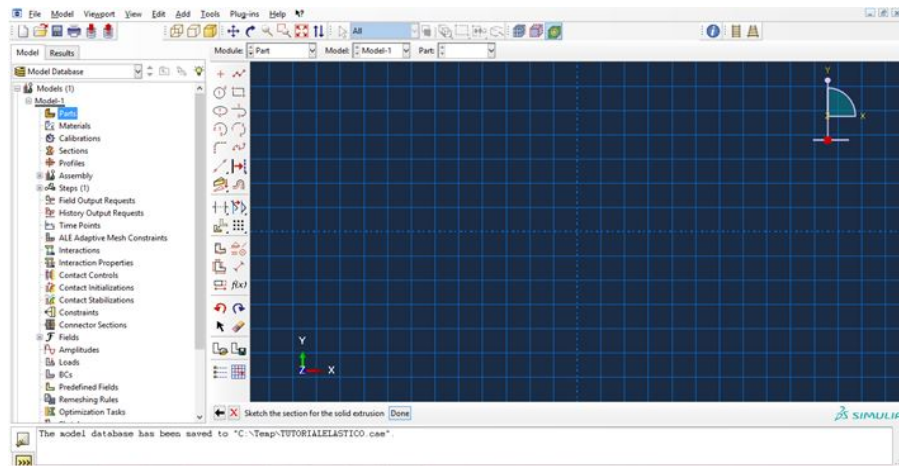 File Model Viewport View Edit Add Tools Plug-ins Help
All
Model Results
Module: Part Model: Model-1 Part:
Model Database
Models (1)
Model-1
Parts
Materials
Calibrations
Sections
Profiles
Assembly
Steps (1)
Field Output Requests
History Output Requests
Time Points
ALE Adaptive Mesh Constraints
Interactions
Interaction Properties
Contact Controls
Contact Initializations
Contact Stabilizations
Constraints
Connector Sections
Fields
Amplitudes
Loads
BCs
Predefined Fields
Remeshing Rules
Optimization Tasks
f(x)
Y
X
Z
Y
Z X
Sketch the section for the solid extrusion Done
SIMULIA
The model database has been saved to "C:\Temp\TUTORIALELASTICO.cae".
>>>